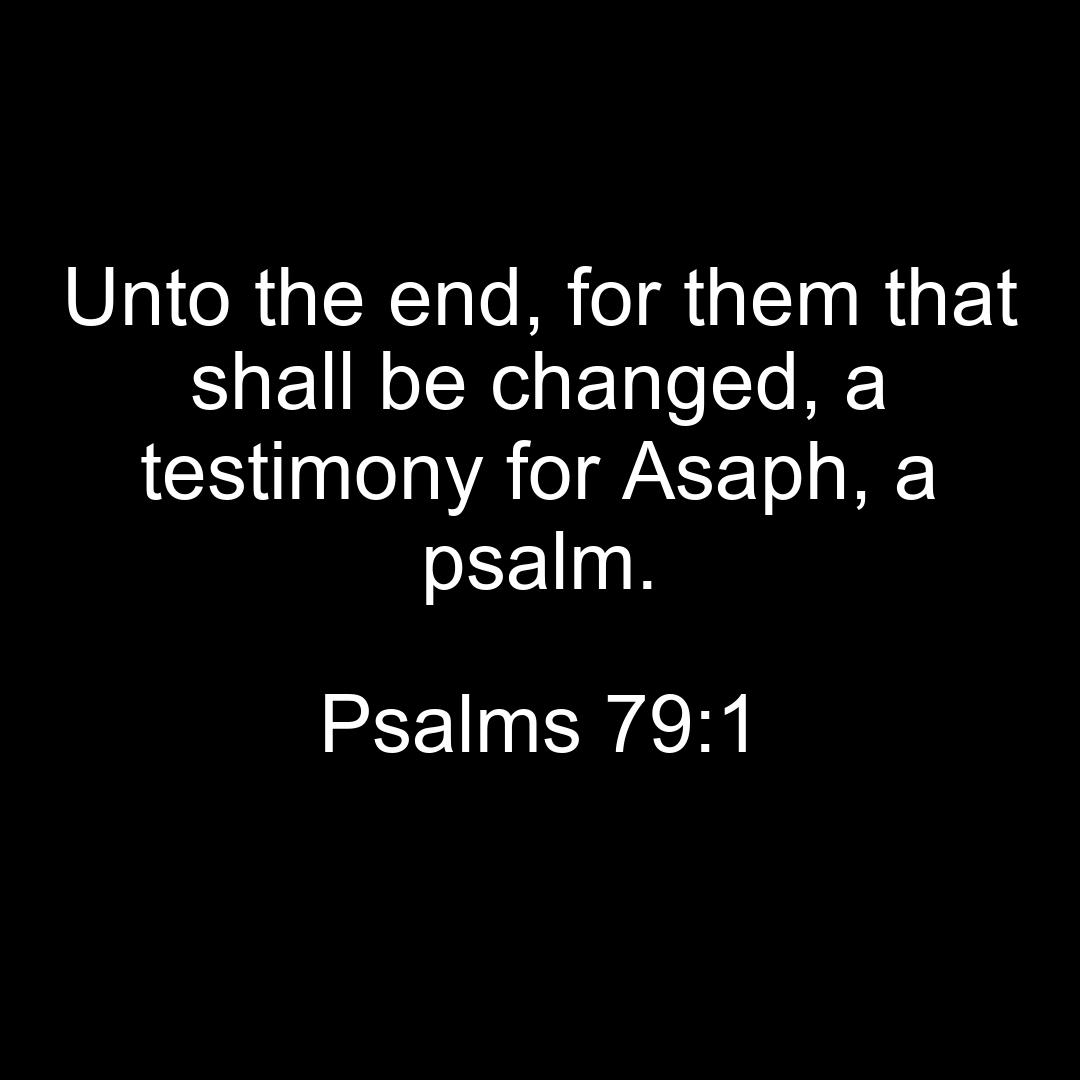 Unto the end, for them that
shall be changed, a
testimony for Asaph, a
psalm.
Psalms 79:1